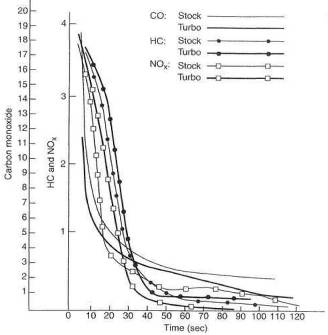 CO: Stock
Turbo
HC: Stock
Turbo
NOx: Stock
Turbo
Carbon monoxide
20
19
18
17
16
15
14
13
12
11
10
9
8
7
6
5
4
3
2
1
HC and NOx
4
3
2
1
0 10 20 30 40 50 60 70 80 90 100 110 120
Time (sec)